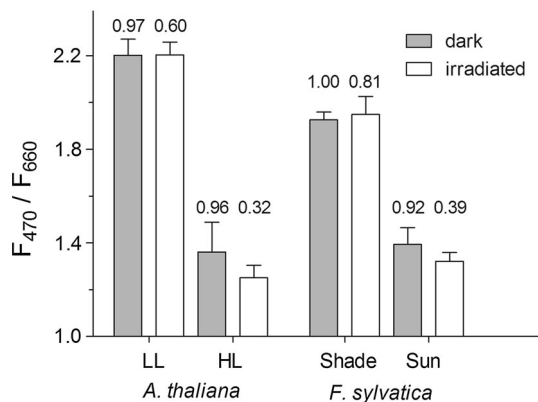 0.97 0.60
dark
irradiated
2.2
1.00 0.81
1.8
F470 / F660
0.96 0.32
0.92 0.39
1.4
1.0
LL HL Shade Sun
A. thaliana F. sylvatica